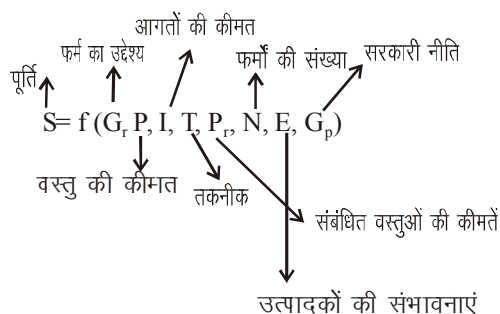 आगतों की कीमत
फर्म का उद्देश्य
फर्मों की संख्या
सरकारी नीति
पूर्ति
S= f (Gr P, I, T, Pr, N, E, Gp)
वस्तु की कीमत
तकनीक
संबंधित वस्तुओं की कीमतें
उत्पादकों की संभावनाएं